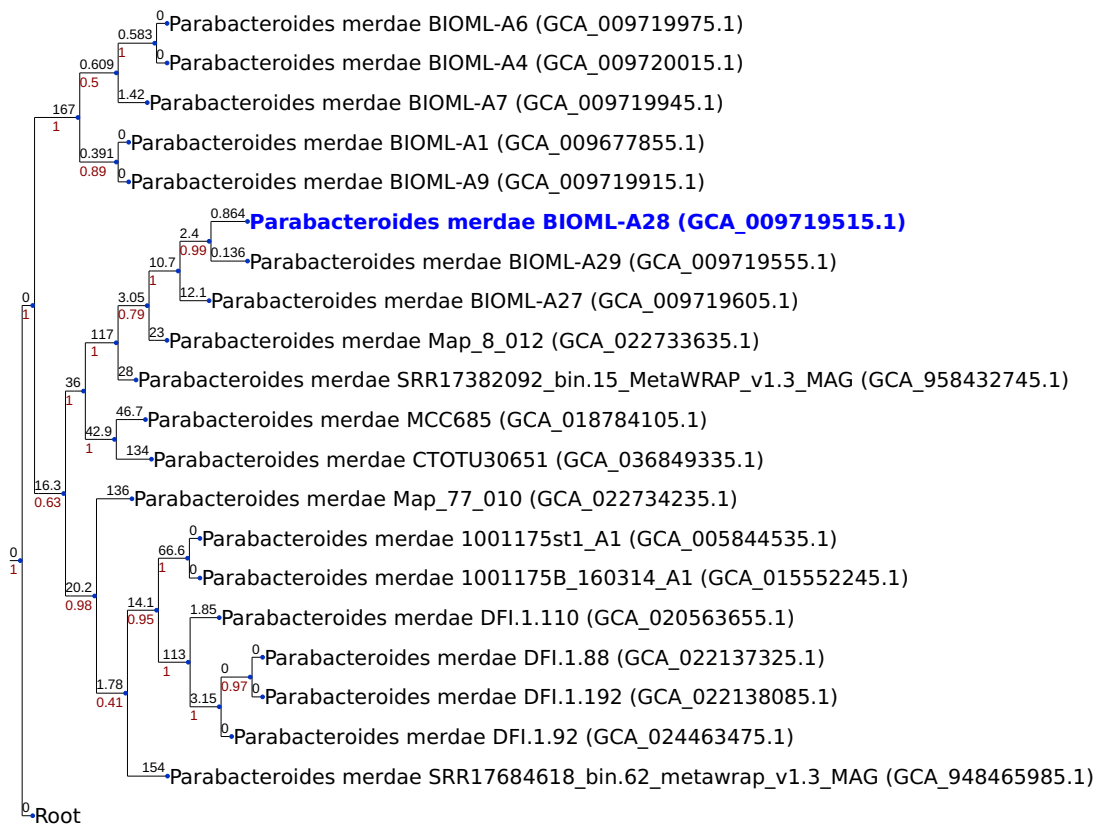 0
Parabacteroides merdae BIOML-A6 (GCA_009719975.1)
0.583
1
0
Parabacteroides merdae BIOML-A4 (GCA_009720015.1)
0.609
0.5
1.42
Parabacteroides merdae BIOML-A7 (GCA_009719945.1)
167
1
0
Parabacteroides merdae BIOML-A1 (GCA_009677855.1)
0.391
0.89
0
Parabacteroides merdae BIOML-A9 (GCA_009719915.1)
0.864
Parabacteroides merdae BIOML-A28 (GCA_009719515.1)
2.4
0.99
0.136
Parabacteroides merdae BIOML-A29 (GCA_009719555.1)
10.7
1
12.1
Parabacteroides merdae BIOML-A27 (GCA_009719605.1)
0
1
3.05
0.79
23
Parabacteroides merdae Map_8_012 (GCA_022733635.1)
117
1
28
Parabacteroides merdae SRR17382092_bin.15_MetaWRAP_v1.3_MAG (GCA_958432745.1)
36
1
46.7
Parabacteroides merdae MCC685 (GCA_018784105.1)
42.9
1
134
Parabacteroides merdae CTOTU30651 (GCA_036849335.1)
16.3
0.63
136
Parabacteroides merdae Map_77_010 (GCA_022734235.1)
0
Parabacteroides merdae 1001175st1_A1 (GCA_005844535.1)
0
1
66.6
1
0
Parabacteroides merdae 1001175B_160314_A1 (GCA_015552245.1)
20.2
0.98
14.1
0.95
1.85
Parabacteroides merdae DFI.1.110 (GCA_020563655.1)
113
1
0
Parabacteroides merdae DFI.1.88 (GCA_022137325.1)
0
0.97
0
Parabacteroides merdae DFI.1.192 (GCA_022138085.1)
1.78
0.41
3.15
1
0
Parabacteroides merdae DFI.1.92 (GCA_024463475.1)
154
Parabacteroides merdae SRR17684618_bin.62_metawrap_v1.3_MAG (GCA_948465985.1)
0
Root